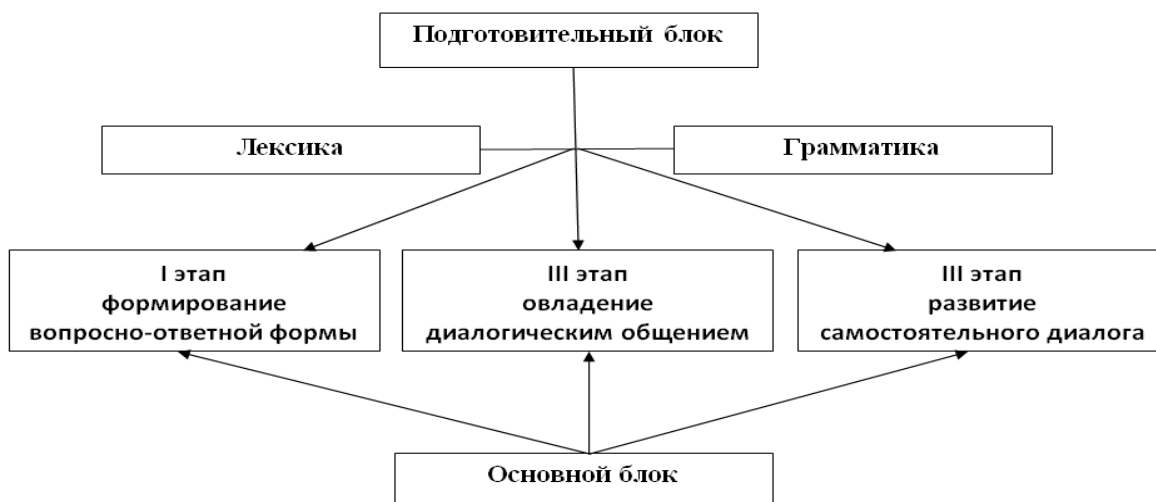 Подготовительный блок
Лексика
Грамматика
I этап
формирование
вопросно-ответной формы
III этап
овладение
диалогическим общением
III этап
развитие
самостоятельного диалога
Основной блок